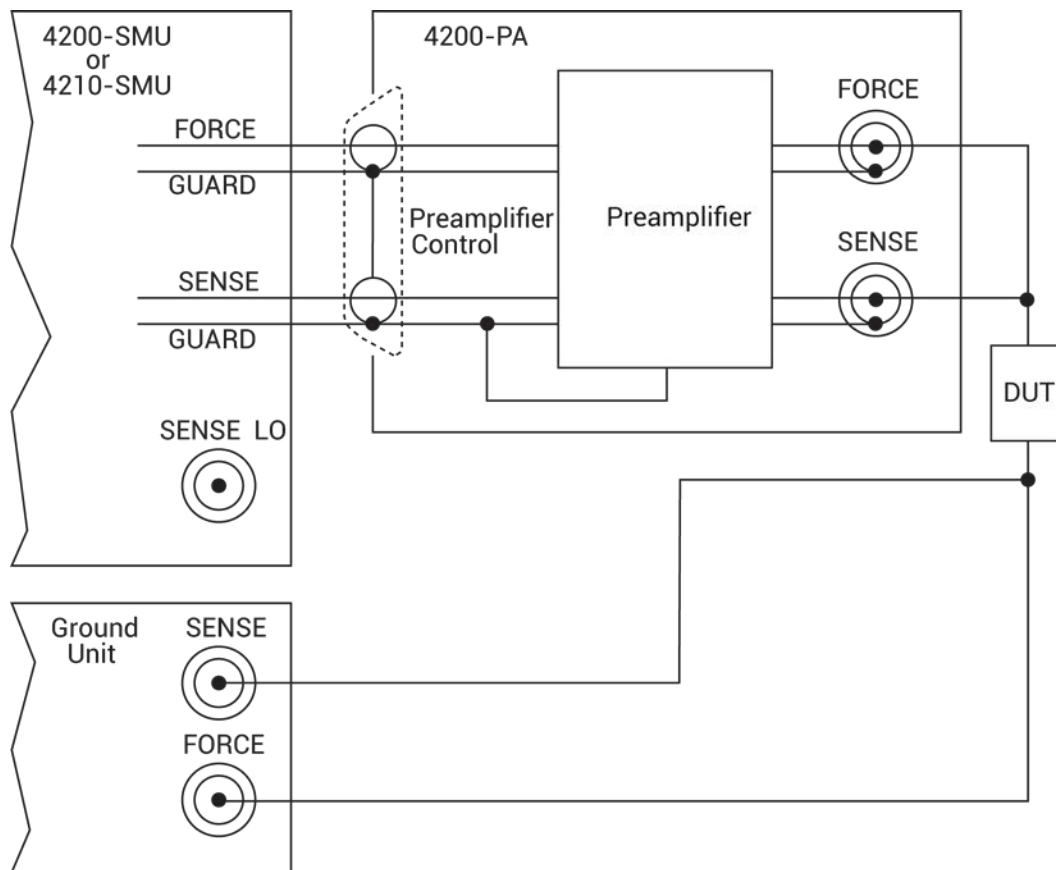 4200-SMU
or
4210-SMU
4200-PA
FORCE
GUARD
SENSE
GUARD
Preamplifier
Control
Preamplifier
FORCE
SENSE
DUT
SENSE LO
Ground
Unit
SENSE
FORCE